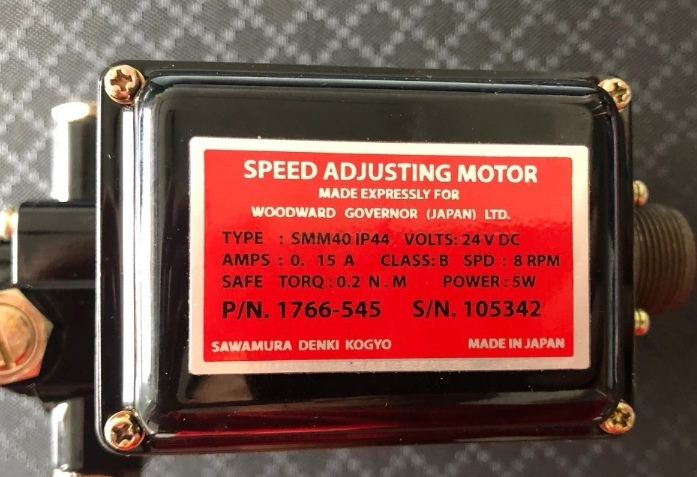 SPEED ADJUSTING MOTOR
MADE EXPRESSLY FOR
WOODWARD GOVERNOR (JAPAN) LTD.
TYPE : SMM40 IP44 VOLTS: 24 V DC
AMPS : 0. 15 A CLASS: B SPD : 8 RPM
SAFE TORQ : 0.2 N . M POWER : 5W
P/N. 1766-545 S/N. 105342
SAWAMURA DENKI KOGYO MADE IN JAPAN